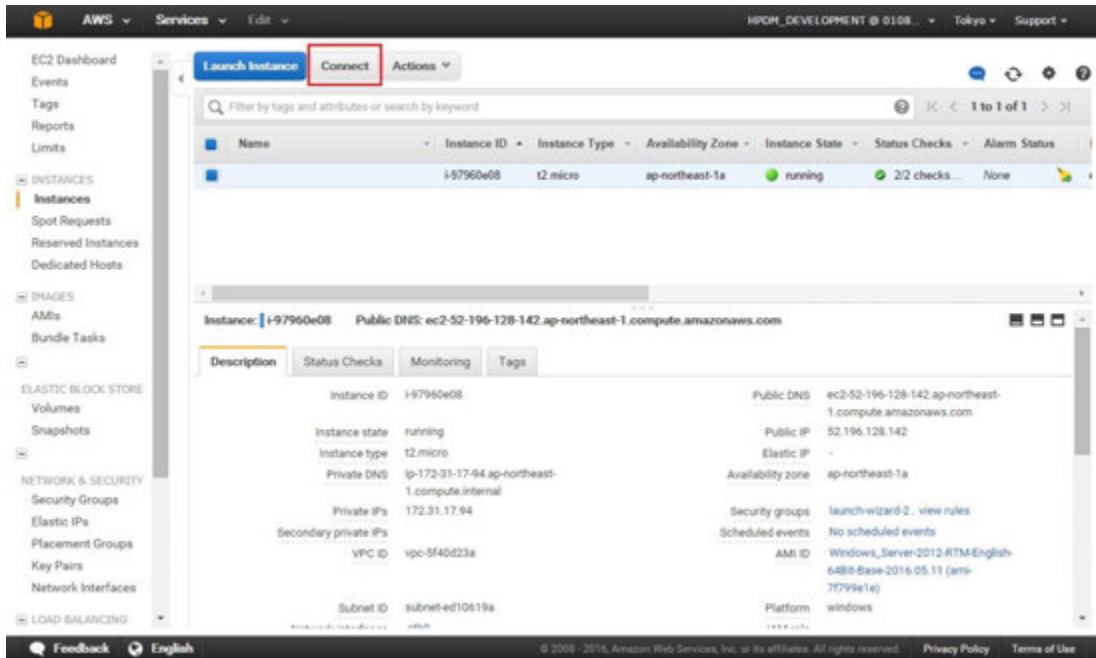 AWS Services Edit HPDM_DEVELOPMENT @ 0108... Tokyo Support
EC2 Dashboard
Events
Tags
Reports
Limits
INSTANCES
Instances
Spot Requests
Reserved Instances
Dedicated Hosts
IMAGES
AMIs
Bundle Tasks
ELASTIC BLOCK STORE
Volumes
Snapshots
NETWORK & SECURITY
Security Groups
Elastic IPs
Placement Groups
Key Pairs
Network Interfaces
LOAD BALANCING
Launch Instance Connect Actions
Filter by tags and attributes or search by keyword
1 to 1 of 1
Name Instance ID Instance Type Availability Zone Instance State Status Checks Alarm Status
i-97960e08 t2.micro ap-northeast-1a running 2/2 checks... None
Instance: i-97960e08 Public DNS: ec2-52-196-128-142.ap-northeast-1.compute.amazonaws.com
Description Status Checks Monitoring Tags
Instance ID i-97960e08
Instance state running
Instance type t2.micro
Private DNS ip-172-31-17-94.ap-northeast-
1.compute.internal
Private IPs 172.31.17.94
Secondary private IPs
VPC ID vpc-5f40d23a
Subnet ID subnet-ed10619a
Public DNS ec2-52-196-128-142.ap-northeast-
1.compute.amazonaws.com
Public IP 52.196.128.142
Elastic IP -
Availability zone ap-northeast-1a
Security groups launch-wizard-2. view rules
Scheduled events No scheduled events
AMI ID Windows_Server-2012-RTM-English-
64Bit-Base-2016.05.11 (ami-
7f799e1e)
Platform windows
Feedback English © 2008 - 2016, Amazon Web Services, Inc. or its affiliates. All rights reserved. Privacy Policy Terms of Use